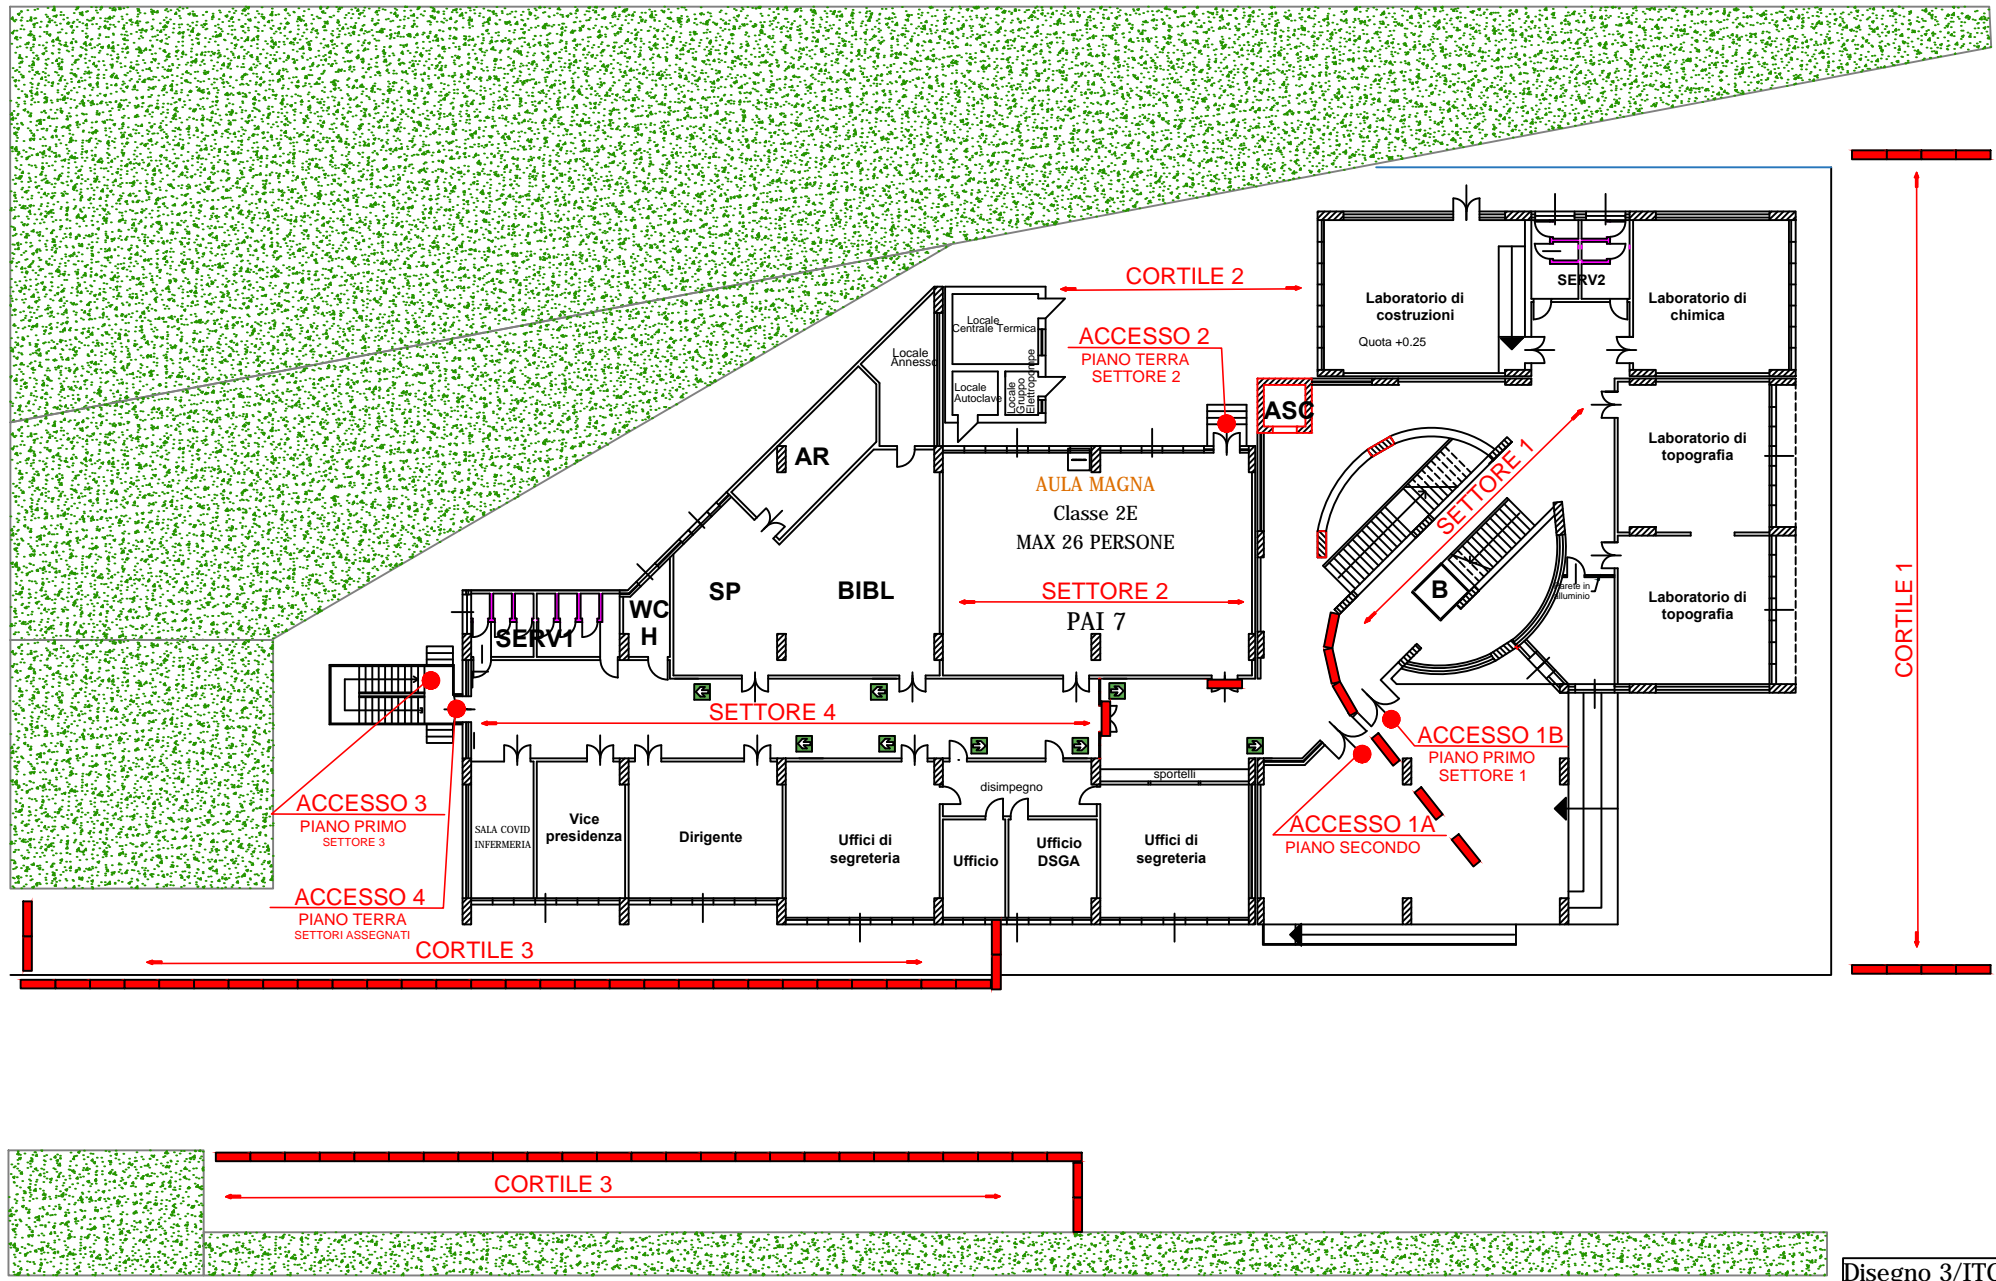 CORTILE 2
ACCESSO 2
PIANO TERRA
SETTORE 2
Locale
Centrale Termica
Locale
Annesso
Locale
Autoclave
Locale
Gruppo
Elettropompe
Laboratorio di
costruzioni
Quota +0.25
SERV2
Laboratorio di
chimica
ASC
AR
AULA MAGNA
Classe 2E
MAX 26 PERSONE
SETTORE 2
PAI 7
SETTORE 1
Laboratorio di
topografia
CORTILE 1
SP
BIBL
WC
H
SERV1
B
Parete in
alluminio
Laboratorio di
topografia
SETTORE 4
ACCESSO 1B
PIANO PRIMO
SETTORE 1
ACCESSO 3
PIANO PRIMO
SETTORE 3
SALA COVID
INFERMERIA
Vice
presidenza
Dirigente
Uffici di
segreteria
disimpegno
Ufficio
Ufficio
DSGA
sportelli
Uffici di
segreteria
ACCESSO 1A
PIANO SECONDO
ACCESSO 4
PIANO TERRA
SETTORI ASSEGNATI
CORTILE 3
CORTILE 3